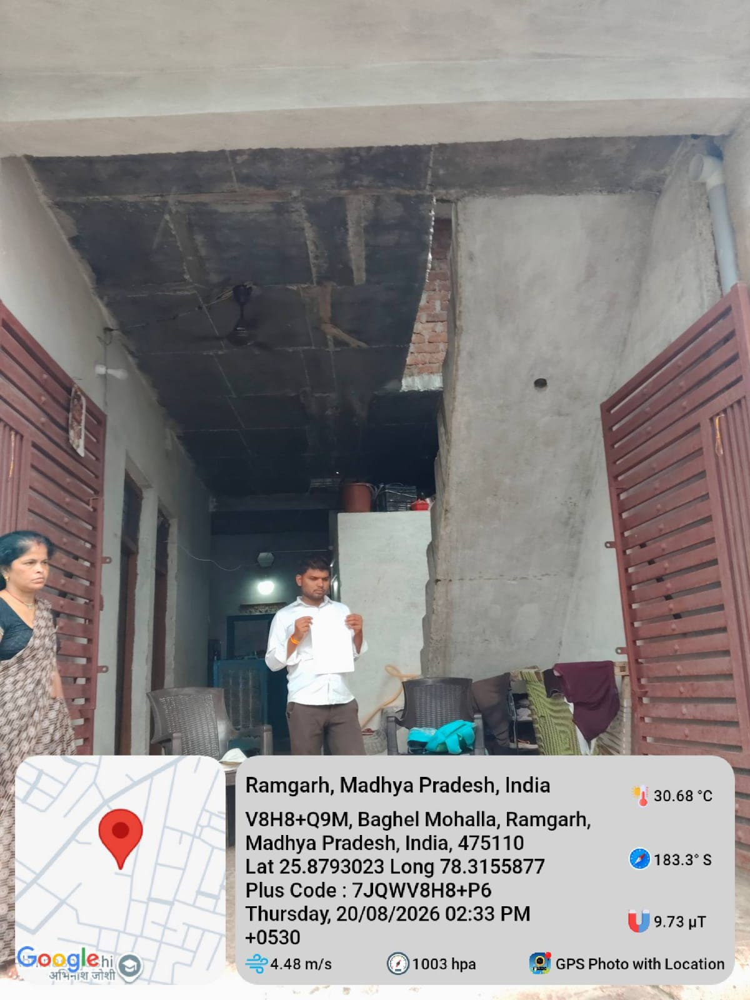 Ramgarh, Madhya Pradesh, India
V8H8+Q9M, Baghel Mohalla, Ramgarh,
Madhya Pradesh, India, 475110
Lat 25.8793023 Long 78.3155877
Plus Code : 7JQWV8H8+P6
Thursday, 20/08/2026 02:33 PM
+0530
30.68 °C
183.3° S
9.73 µT
4.48 m/s
1003 hpa
GPS Photo with Location
Google
अभिनाश जोशी